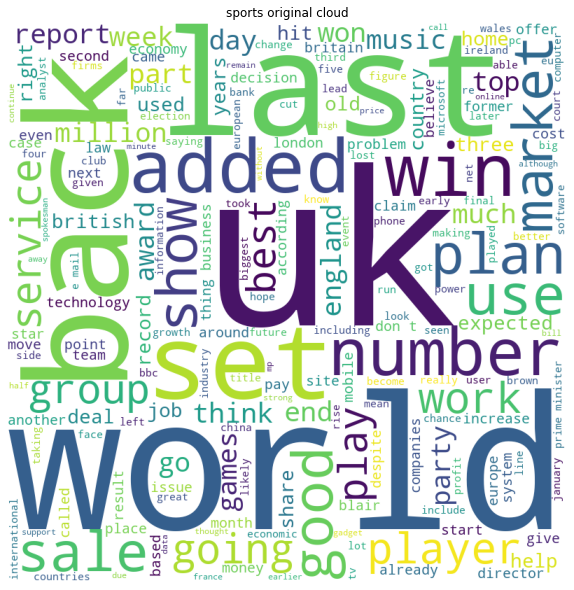 sports original cloud
report
week
economy
second
firms
came
right
analyst
part
public
years
used
million
election
european
case
even
law
saying
four
club
next
given
minute
service
british
spokesman
away
e mail
technology
star
move
side
point
team
record
award
back
last
day
hit
britain
change
decision
bank
won
third
five
cut
lead
old
music
figure
price
high
call
country
believe
microsoft
former
later
home
wales
ireland
able
re
online
top
pc
offer
computer
court
cost
big
although
market
software
london
problem
lost
three
added
without
win
net
final
played
better
took
know
claim
phone
early
much
making
show
information
thing
business
biggest
best
according
england
event
hope
uk
run
got
power
plan
use
look
don t
seen
expected
bill
growth
around
future
including
bbc
set
number
industry
title
mp
strong
pay
site
mobile
become
really
user
brown
half
group
another
deal
left
job
think
end
rise
mean
chance
increase
work
prime minister
taking
face
china
likely
games
go
issue
great
share
despite
play
companies
profit
include
party
europe
system
line
january
world
international
called
result
place
month
blair
good
start
give
support
sale
countries
due
based
data
thought
economic
going
money
france
earlier
gadget
lot
tv
player
already
director
help
continue
remain
far